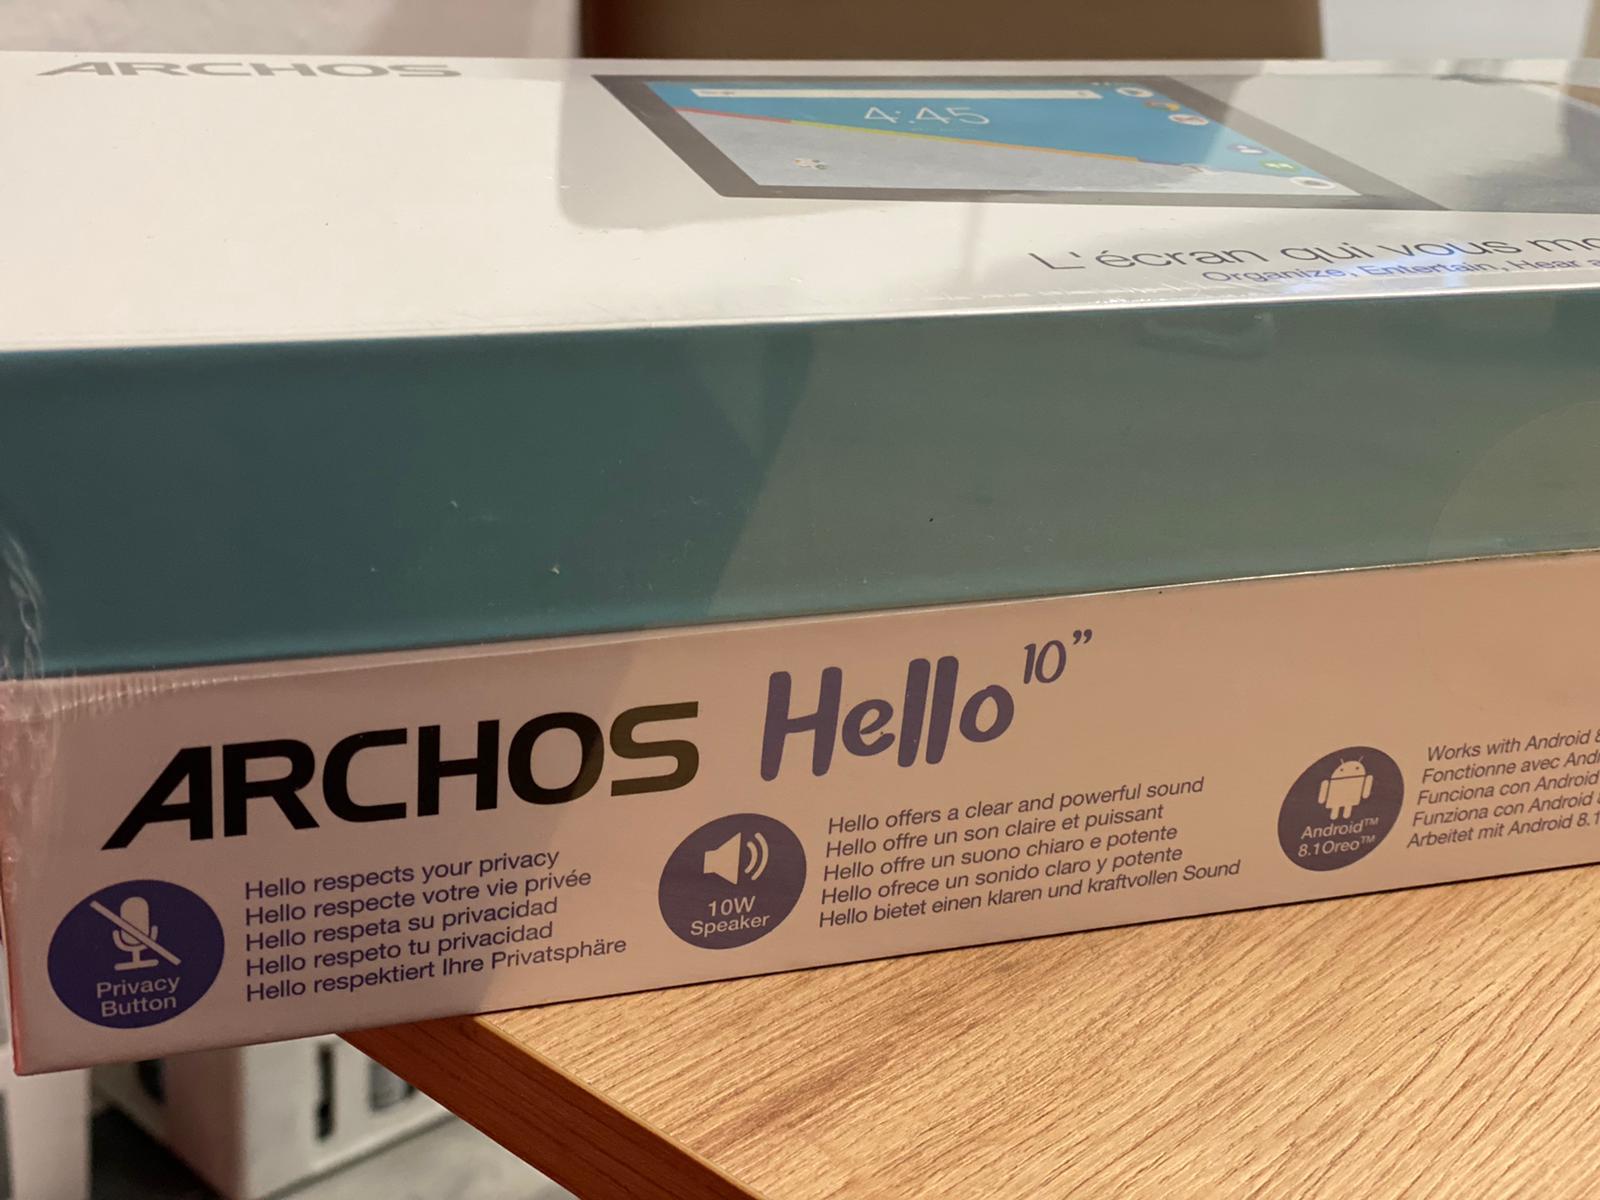 ARCHOS
4:45
L'écran qui vous
Organize, Entertain, Hear
ARCHOS Hello 10”
Privacy
Button
Hello respects your privacy
Hello respecte votre vie privée
Hello respeta su privacidad
Hello respeto tu privacidad
Hello respektiert Ihre Privatsphäre
10W
Speaker
Hello offers a clear and powerful sound
Hello offre un son claire et puissant
Hello offre un suono chiaro e potente
Hello ofrece un sonido claro y potente
Hello bietet einen klaren und kraftvollen Sound
Android™
8.1Oreo™
Works with Android
Fonctionne avec
Funciona con Android
Funziona con Android
Arbeitet mit Android 8.1